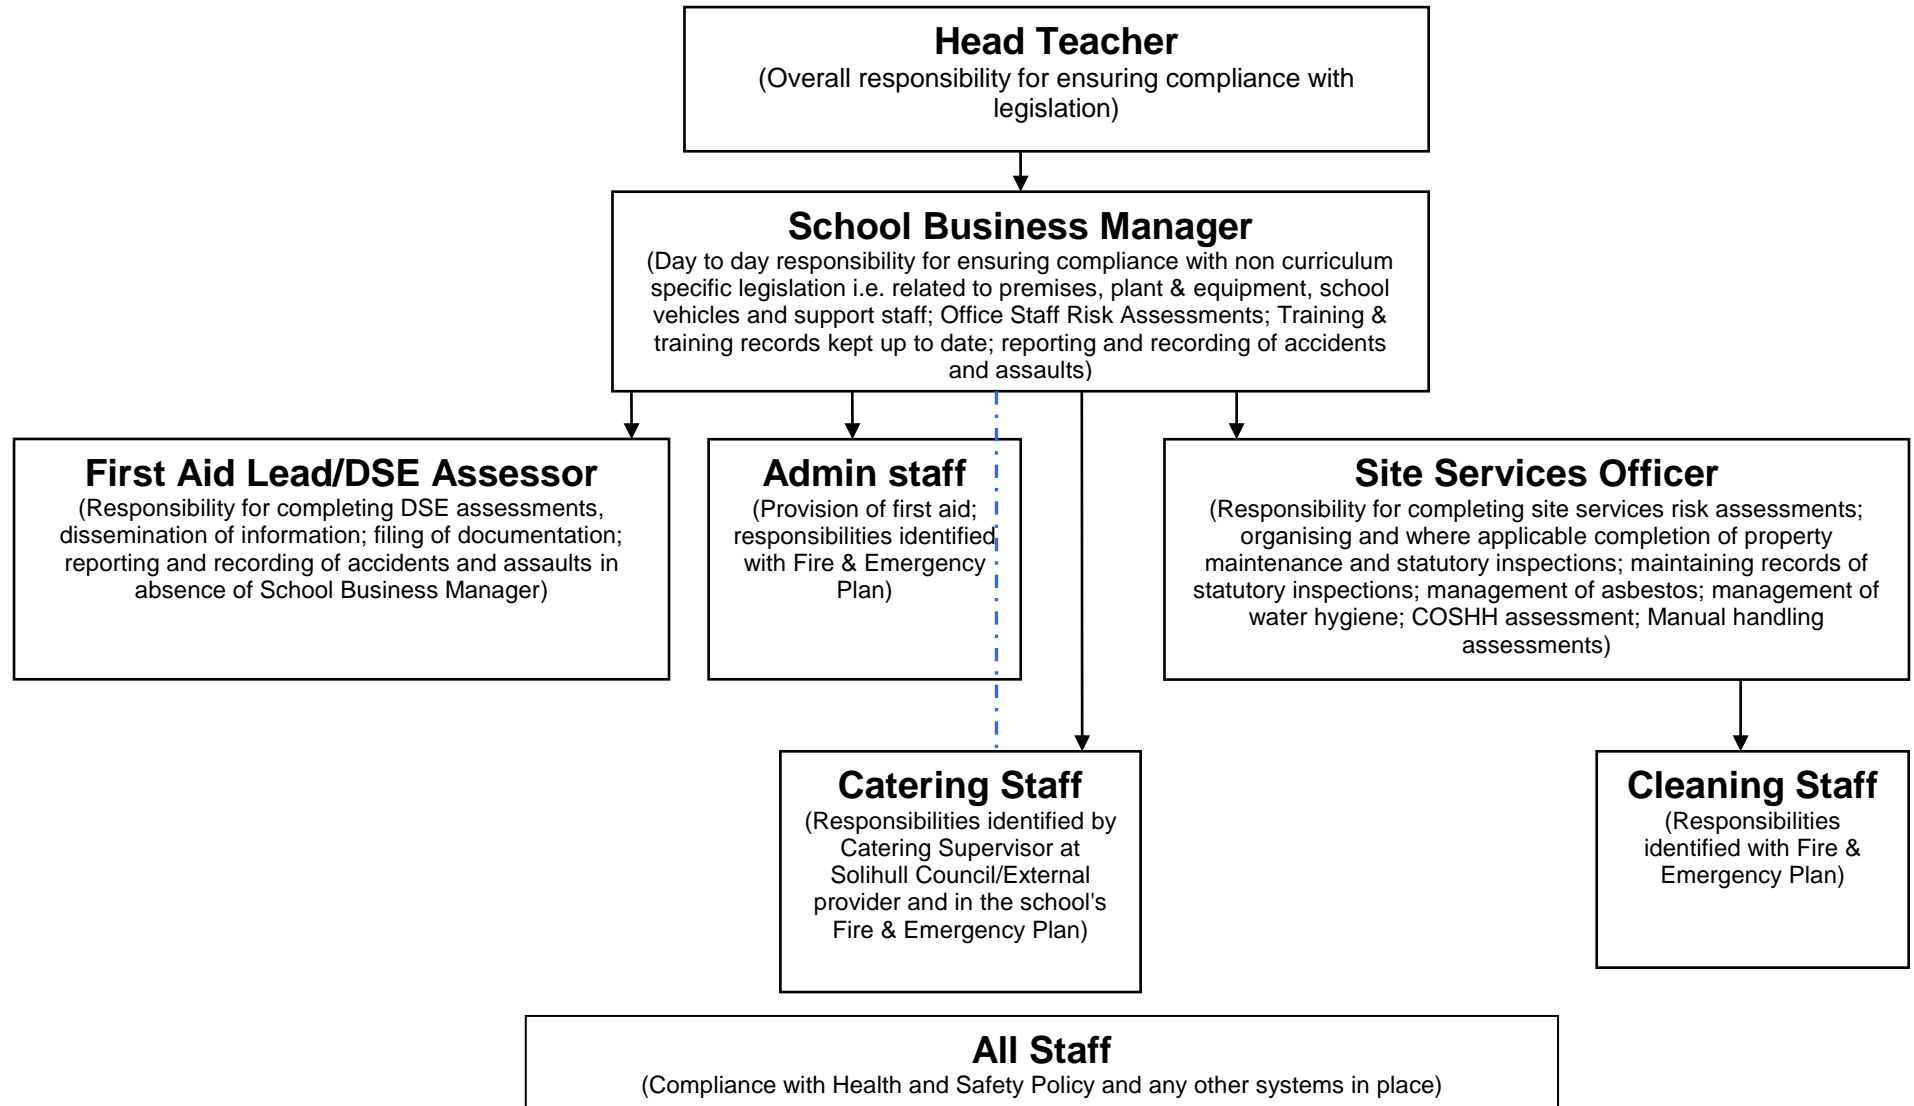 Head Teacher
(Overall responsibility for ensuring compliance with
legislation)
School Business Manager
(Day to day responsibility for ensuring compliance with non curriculum
specific legislation i.e. related to premises, plant & equipment, school
vehicles and support staff; Office Staff Risk Assessments; Training &
training records kept up to date; reporting and recording of accidents
and assaults)
First Aid Lead/DSE Assessor
(Responsibility for completing DSE assessments,
dissemination of information; filing of documentation;
reporting and recording of accidents and assaults in
absence of School Business Manager)
Admin staff
(Provision of first aid;
responsibilities identified
with Fire & Emergency
Plan)
Site Services Officer
(Responsibility for completing site services risk assessments;
organising and where applicable completion of property
maintenance and statutory inspections; maintaining records of
statutory inspections; management of asbestos; management of
water hygiene; COSHH assessment; Manual handling
assessments)
Catering Staff
(Responsibilities identified by
Catering Supervisor at
Solihull Council/External
provider and in the school's
Fire & Emergency Plan)
Cleaning Staff
(Responsibilities
identified with Fire &
Emergency Plan)
All Staff
(Compliance with Health and Safety Policy and any other systems in place)